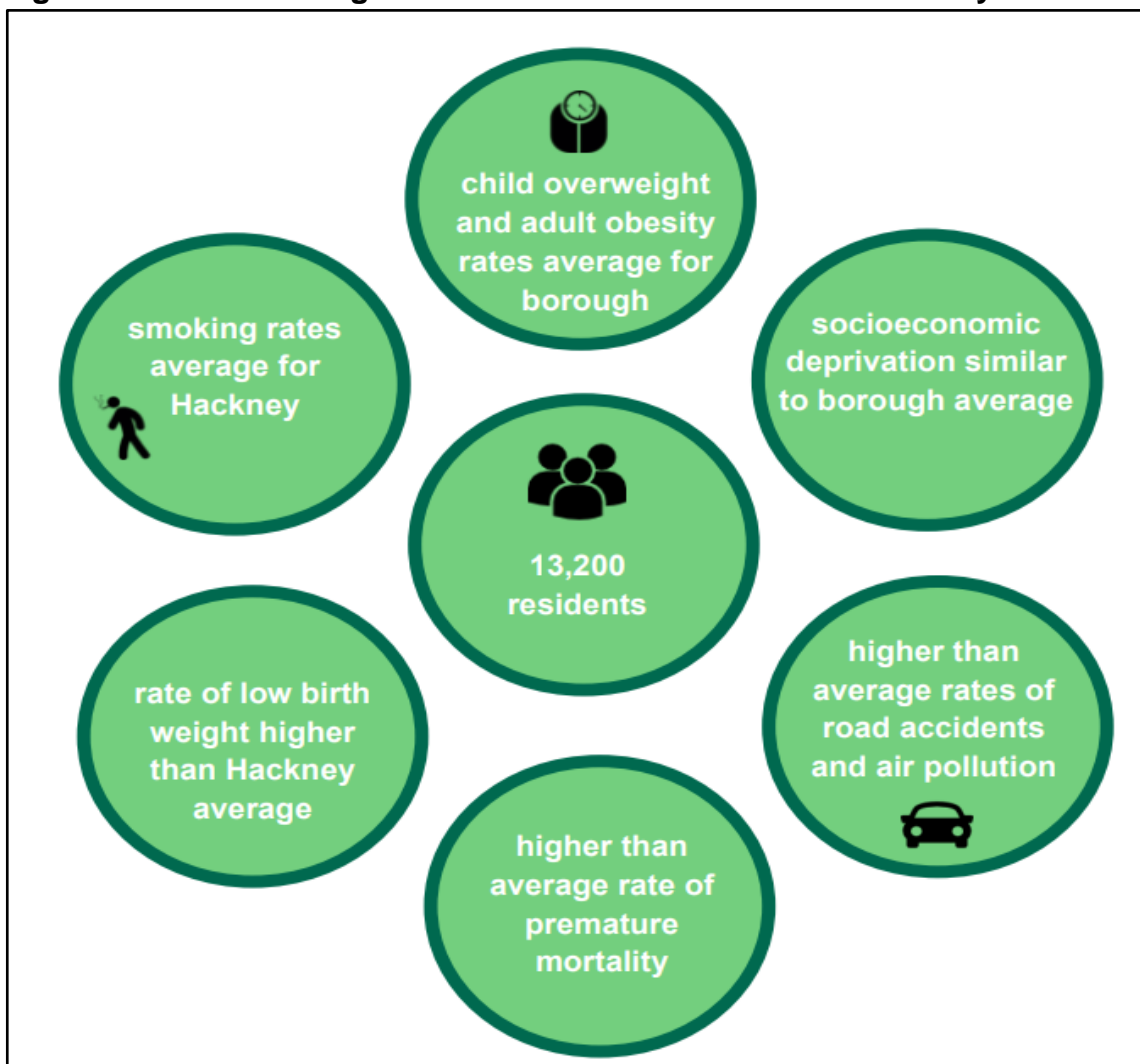 child overweight
and adult obesity
rates average for
borough
smoking rates
average for
Hackney
socioeconomic
deprivation similar
to borough average
13,200
residents
rate of low birth
weight higher
than Hackney
average
higher than
average rates of
road accidents
and air pollution
higher than
average rate of
premature
mortality